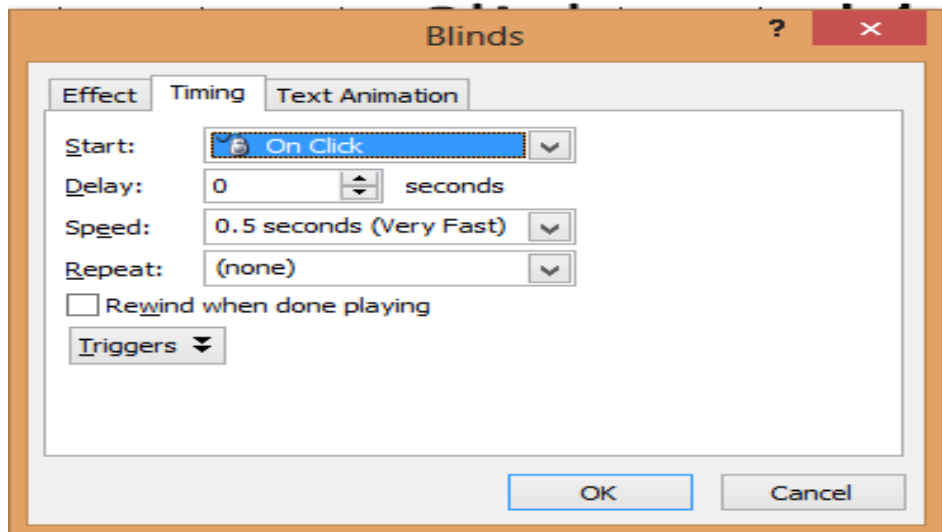 Blinds ?
Effect Timing Text Animation
Start: On Click
Delay: 0 seconds
Speed: 0.5 seconds (Very Fast)
Repeat: (none)
Rewind when done playing
Triggers
OK Cancel